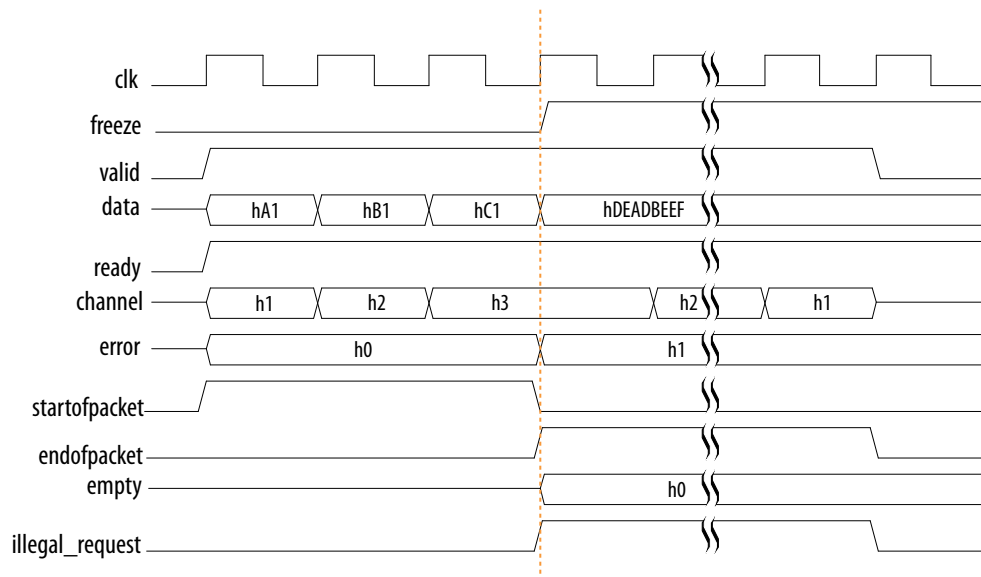 clk
freeze
valid
data hA1 hB1 hC1 hDEADBEEF
ready
channel h1 h2 h3 h2 h1
error h0 h1
startofpacket
endofpacket
empty h0
illegal_request